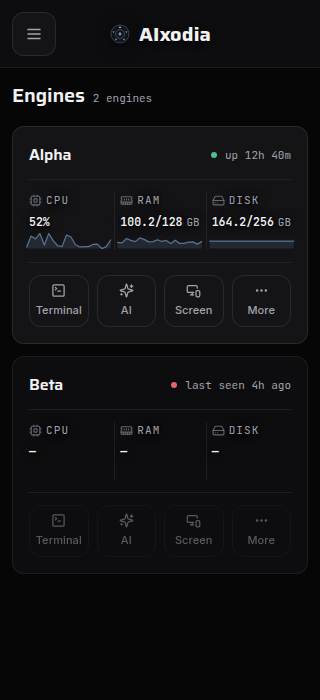 AIxodia
Engines 2 engines
Alpha
up 12h 40m
CPU RAM DISK
52% 100.2/128 GB 164.2/256 GB
Terminal AI Screen More
Beta
last seen 4h ago
CPU RAM DISK
— — —
Terminal AI Screen More